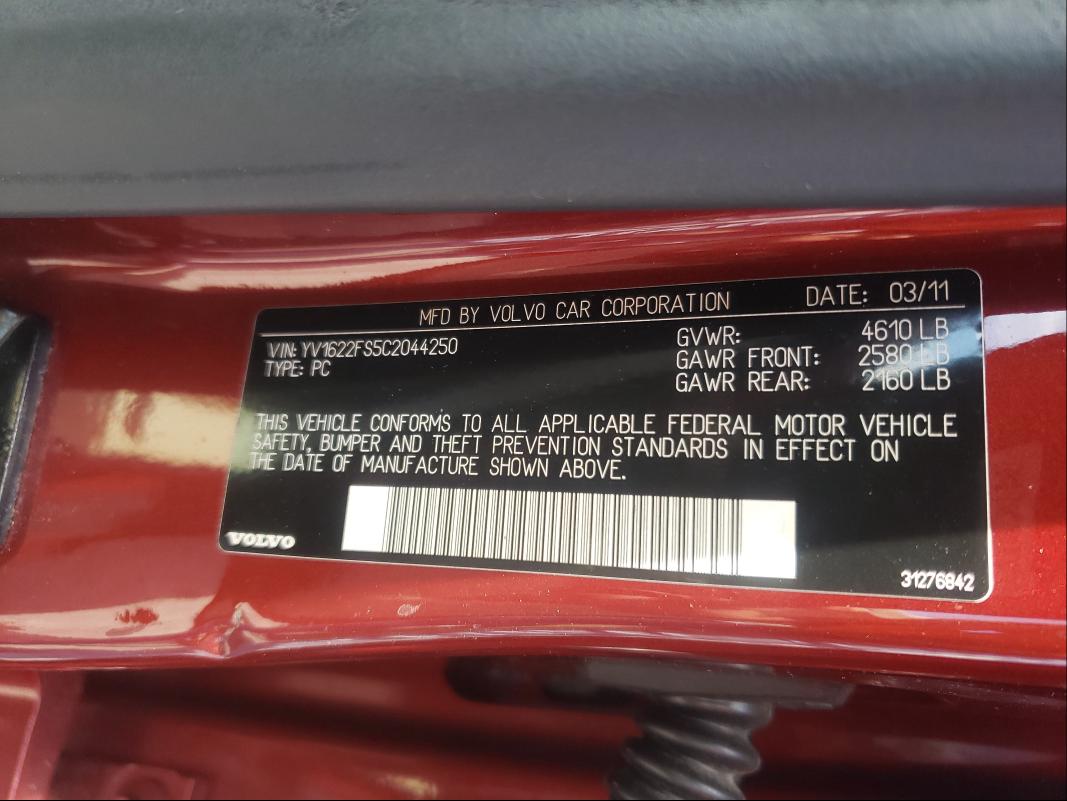 MFD BY VOLVO CAR CORPORATION DATE: 03/11
VIN: YV1622FS5C2044250 GVWR: 4610 LB
TYPE: PC GAWR FRONT: 2580 LB
GAWR REAR: 2160 LB
THIS VEHICLE CONFORMS TO ALL APPLICABLE FEDERAL MOTOR VEHICLE
SAFETY, BUMPER AND THEFT PREVENTION STANDARDS IN EFFECT ON
THE DATE OF MANUFACTURE SHOWN ABOVE.
VOLVO
31276842